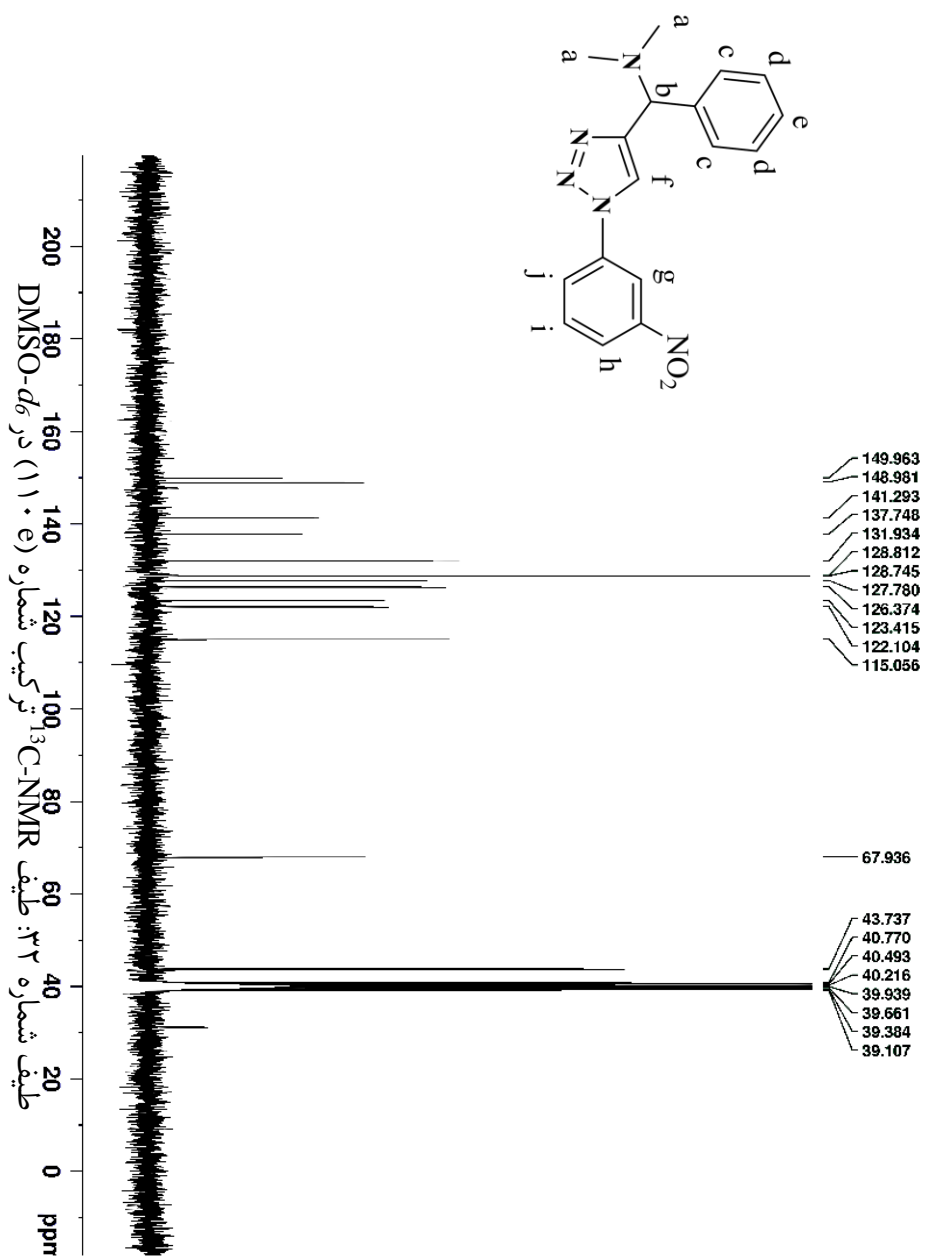 a
a
N
b
c
d
e
d
c
N
N
N
f
g
j
i
h
NO2
149.963
148.981
141.293
137.748
131.934
128.812
128.745
127.780
126.374
123.415
122.104
115.056
67.936
43.737
40.770
40.493
40.216
39.939
39.661
39.384
39.107
200 180 160 140 120 100 80 60 40 20 0 ppm
طیف شماره ۳۲: طیف ¹³C-NMR ترکیب شماره (۱۱۰e) در DMSO-d6